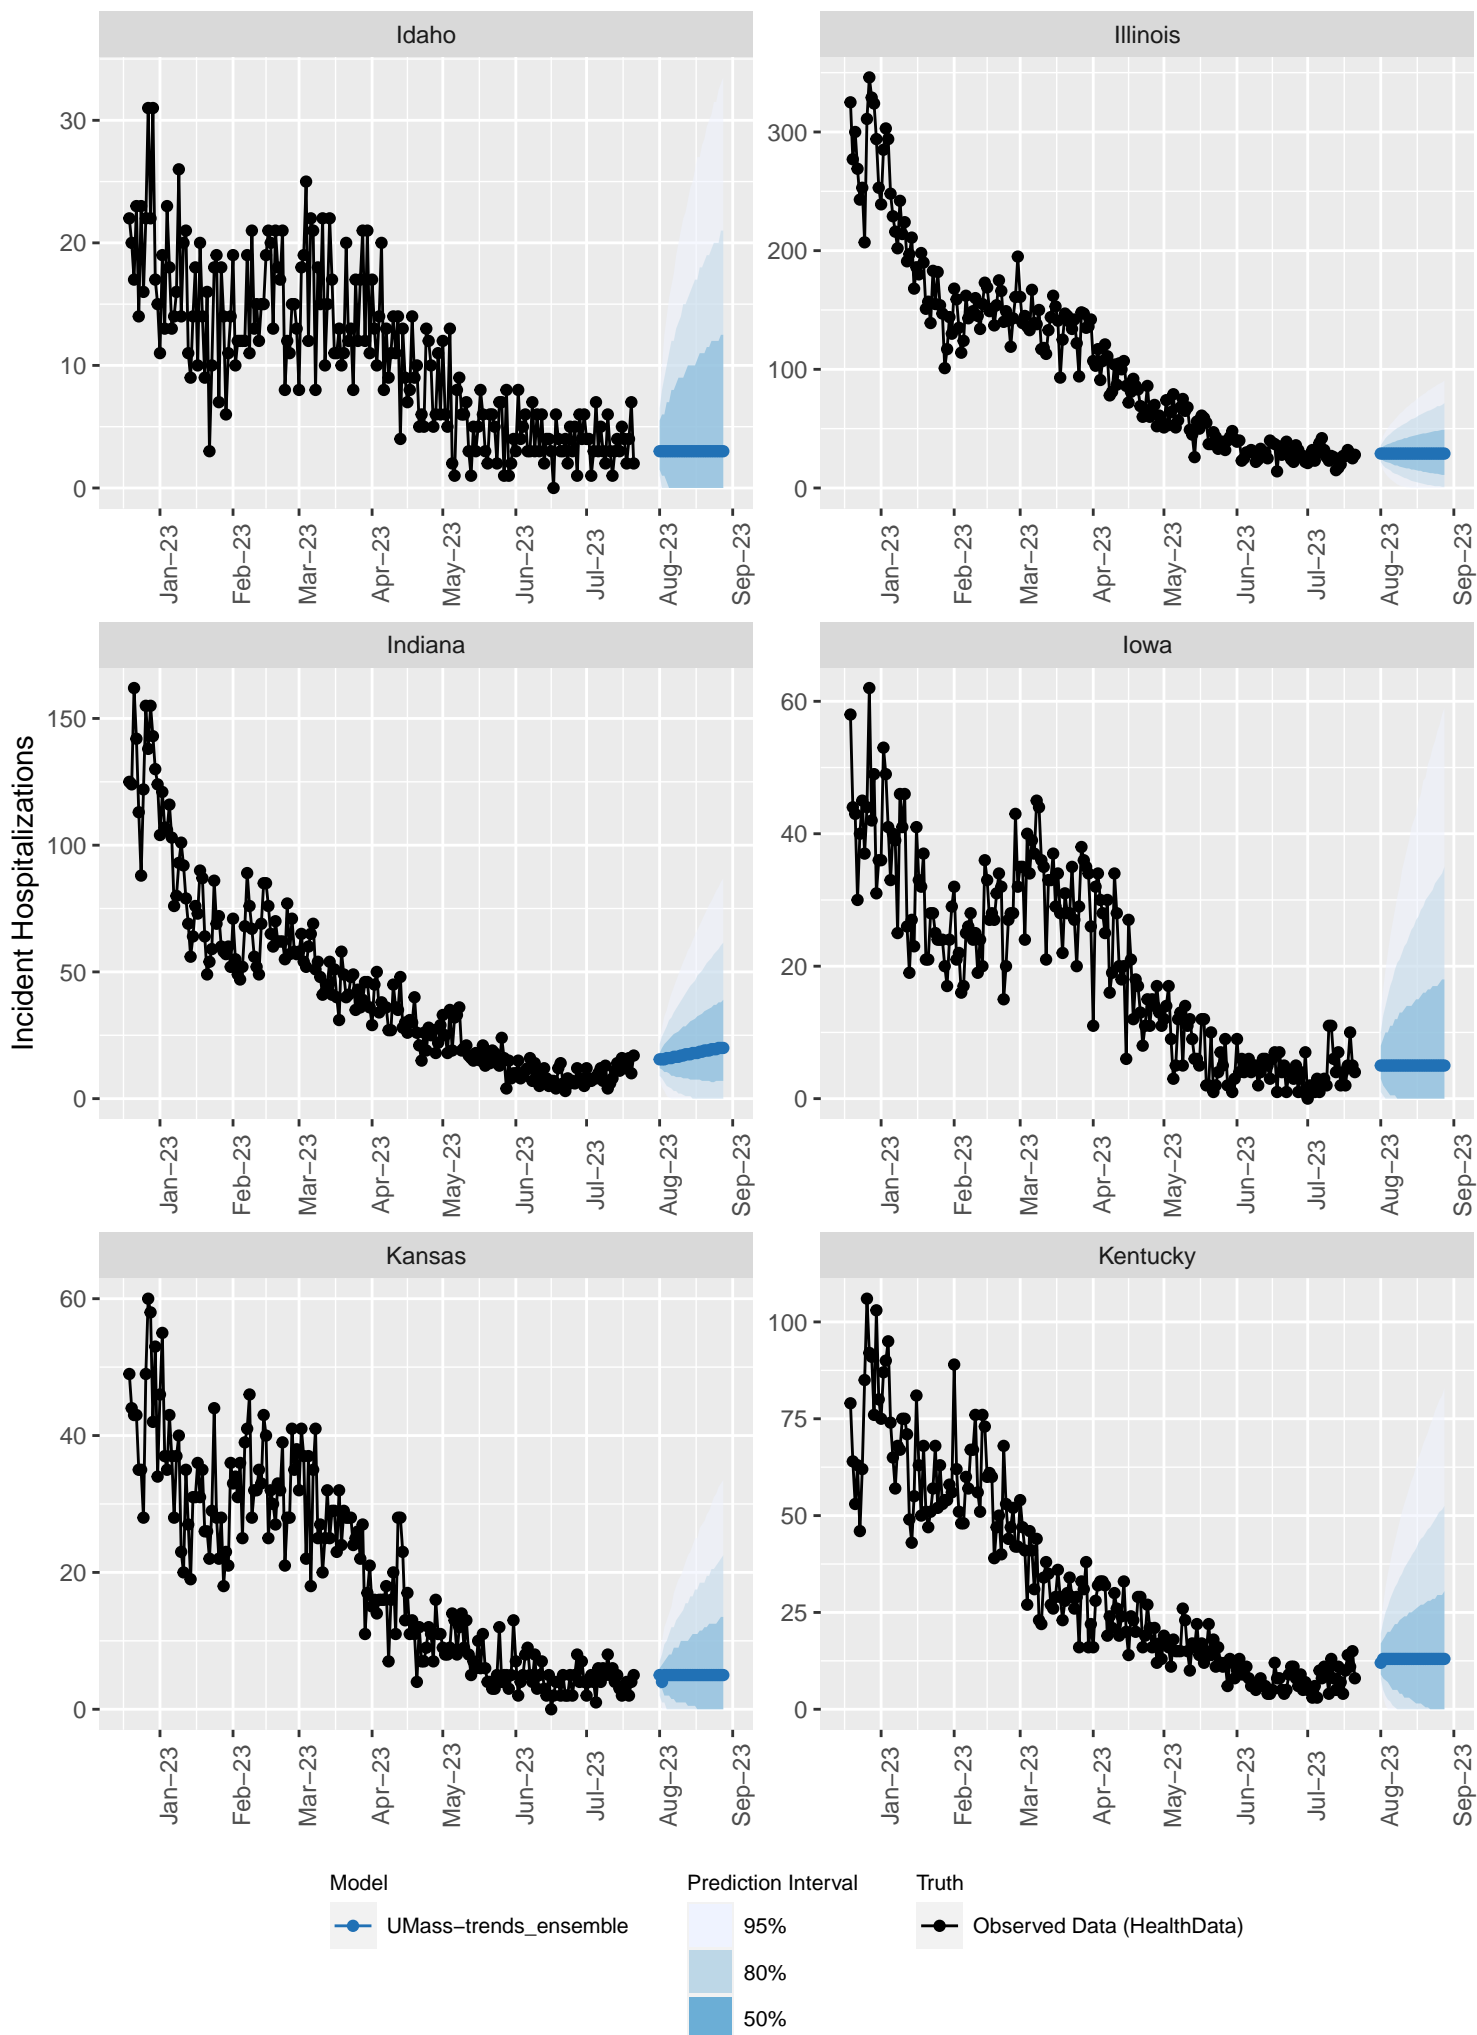 Idaho
Illinois
30
20
10
0
300
200
100
0
Jan−23
Feb−23
Mar−23
Apr−23
May−23
Jun−23
Jul−23
Aug−23
Sep−23
Jan−23
Feb−23
Mar−23
Apr−23
May−23
Jun−23
Jul−23
Aug−23
Sep−23
Incident Hospitalizations
Indiana
Iowa
150
100
50
0
60
40
20
0
Jan−23
Feb−23
Mar−23
Apr−23
May−23
Jun−23
Jul−23
Aug−23
Sep−23
Jan−23
Feb−23
Mar−23
Apr−23
May−23
Jun−23
Jul−23
Aug−23
Sep−23
Kansas
Kentucky
60
40
20
0
100
75
50
25
0
Jan−23
Feb−23
Mar−23
Apr−23
May−23
Jun−23
Jul−23
Aug−23
Sep−23
Jan−23
Feb−23
Mar−23
Apr−23
May−23
Jun−23
Jul−23
Aug−23
Sep−23
Model
UMass−trends_ensemble
Prediction Interval
95%
80%
50%
Truth
Observed Data (HealthData)